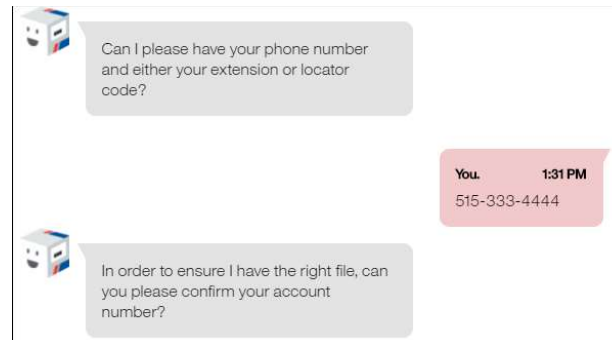 Can I please have your phone number
and either your extension or locator
code?
You. 1:31 PM
515-333-4444
In order to ensure I have the right file, can
you please confirm your account
number?